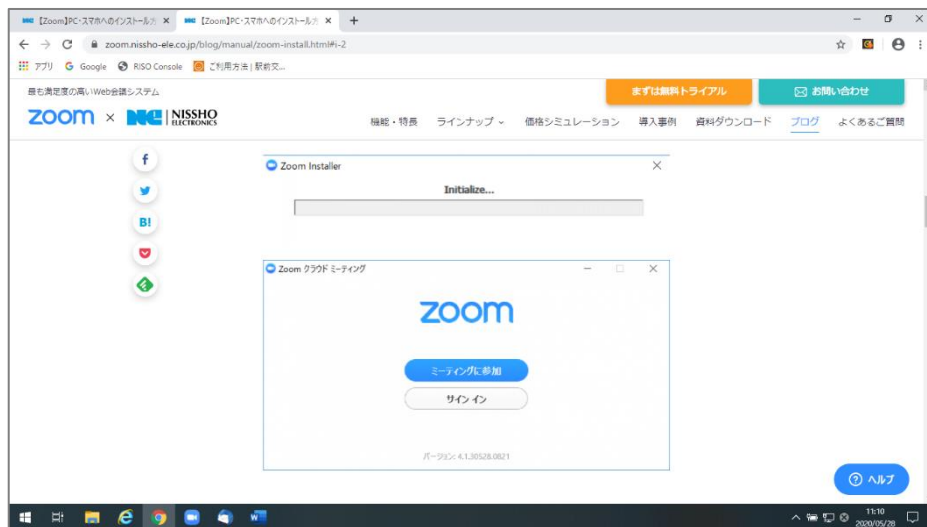 【Zoom】PC・スマホへのインストール方
【Zoom】PC・スマホへのインストール方
zoom.nissho-ele.co.jp/blog/manual/zoom-install.html#i-2
アプリ
Google
RISO Console
ご利用方法 | 駅前交...
最も満足度の高いWeb会議システム
まずは無料トライアル
お問い合わせ
zoom × NISSHO
ELECTRONICS
機能・特長
ラインナップ
価格シミュレーション
導入事例
資料ダウンロード
ブログ
よくあるご質問
f
B!
Zoom Installer
Initialize...
Zoom クラウド ミーティング
zoom
ミーティングに参加
サイン イン
バージョン: 4.1.30528.0821
ヘルプ
11:10
2020/05/28